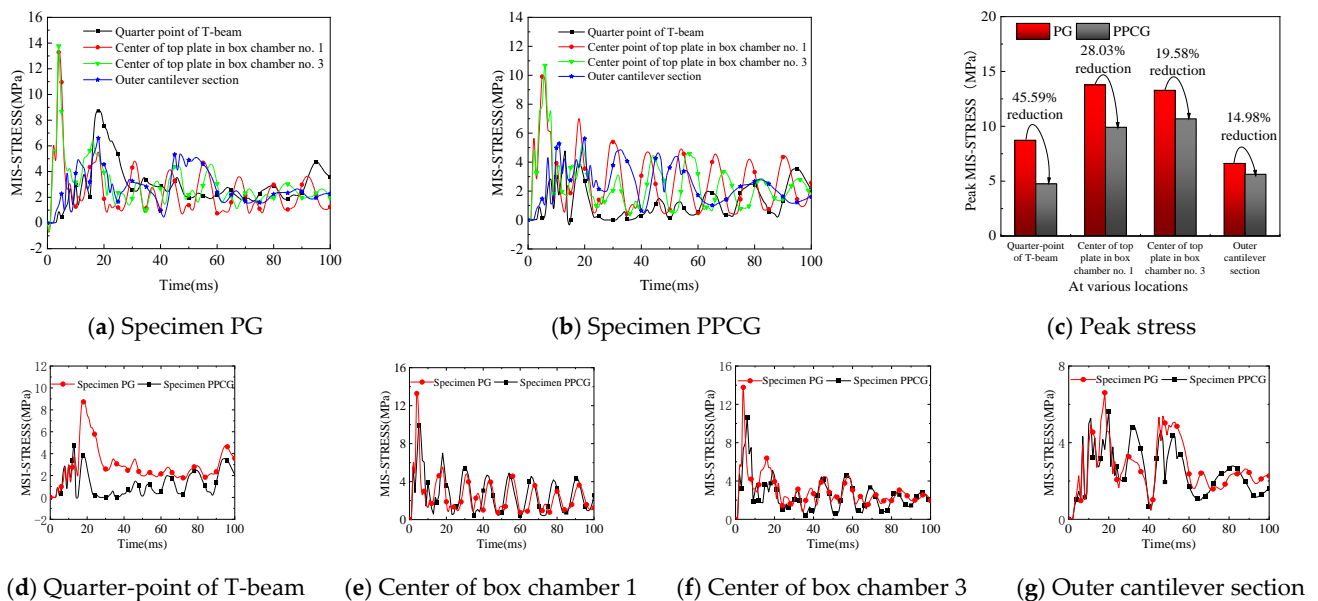 16
14
12
10
8
6
4
2
0
-2
MIS-STRESS(MPa)
Quarter point of T-beam
Center of top plate in box chamber no. 1
Center of top plate in box chamber no. 3
Outer cantilever section
0 20 40 60 80 100
Time(ms)
(a) Specimen PG
16
14
12
10
8
6
4
2
0
-2
MIS-STRESS(MPa)
Quarter point of T-beam
Center point of top plate in box chamber no. 1
Center point of top plate in box chamber no. 3
Outer cantilever section
0 20 40 60 80 100
Time(ms)
(b) Specimen PPCG
20
15
10
5
0
Peak MIS-STRESS (MPa)
PG PPCG
45.59%
reduction
28.03%
reduction
19.58%
reduction
14.98%
reduction
Quarter-point
of T-beam
Center of top
plate in box
chamber no. 1
Center of top
plate in box
chamber no. 3
Outer
cantilever
section
At various locations
(c) Peak stress
12
10
8
6
4
2
0
-2
MIS-STRESS(MPa)
Specimen PG Specimen PPCG
0 20 40 60 80 100
Time(ms)
(d) Quarter-point of T-beam
16
12
8
4
0
MIS-STRESS(MPa)
Specimen PG Specimen PPCG
0 20 40 60 80 100
Time(ms)
(e) Center of box chamber 1
16
12
8
4
0
MIS-STRESS(MPa)
Specimen PG Specimen PPCG
0 20 40 60 80 100
Time(ms)
(f) Center of box chamber 3
8
6
4
2
0
MIS-STRESS(MPa)
Specimen PG Specimen PPCG
0 20 40 60 80 100
Time(ms)
(g) Outer cantilever section